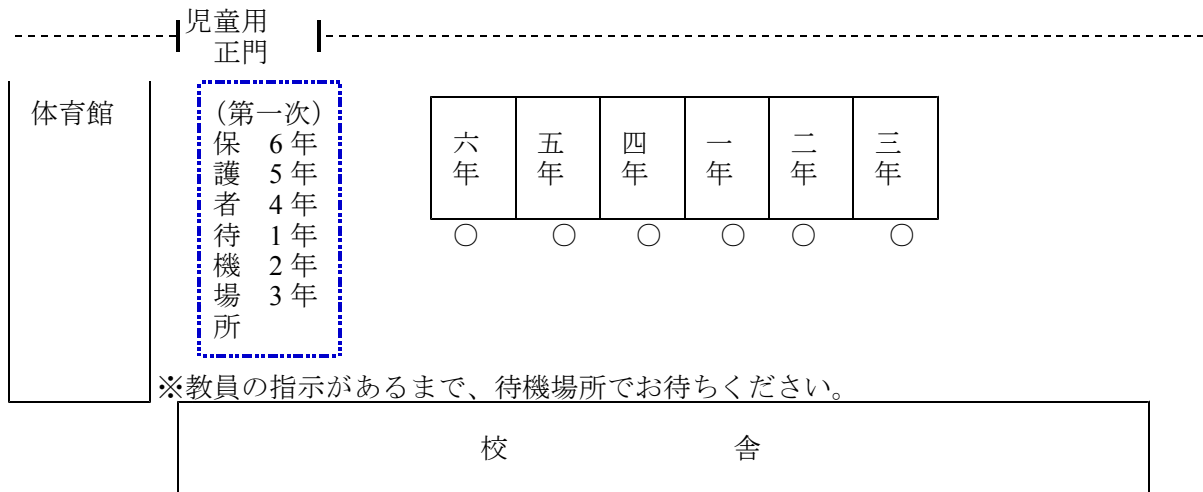 児童用
正門
体育館
（第一次）
保護者待機場所
6年
5年
4年
1年
2年
3年
六年
五年
四年
一年
二年
三年
○ ○ ○ ○ ○ ○
※教員の指示があるまで、待機場所でお待ちください。
校 舎